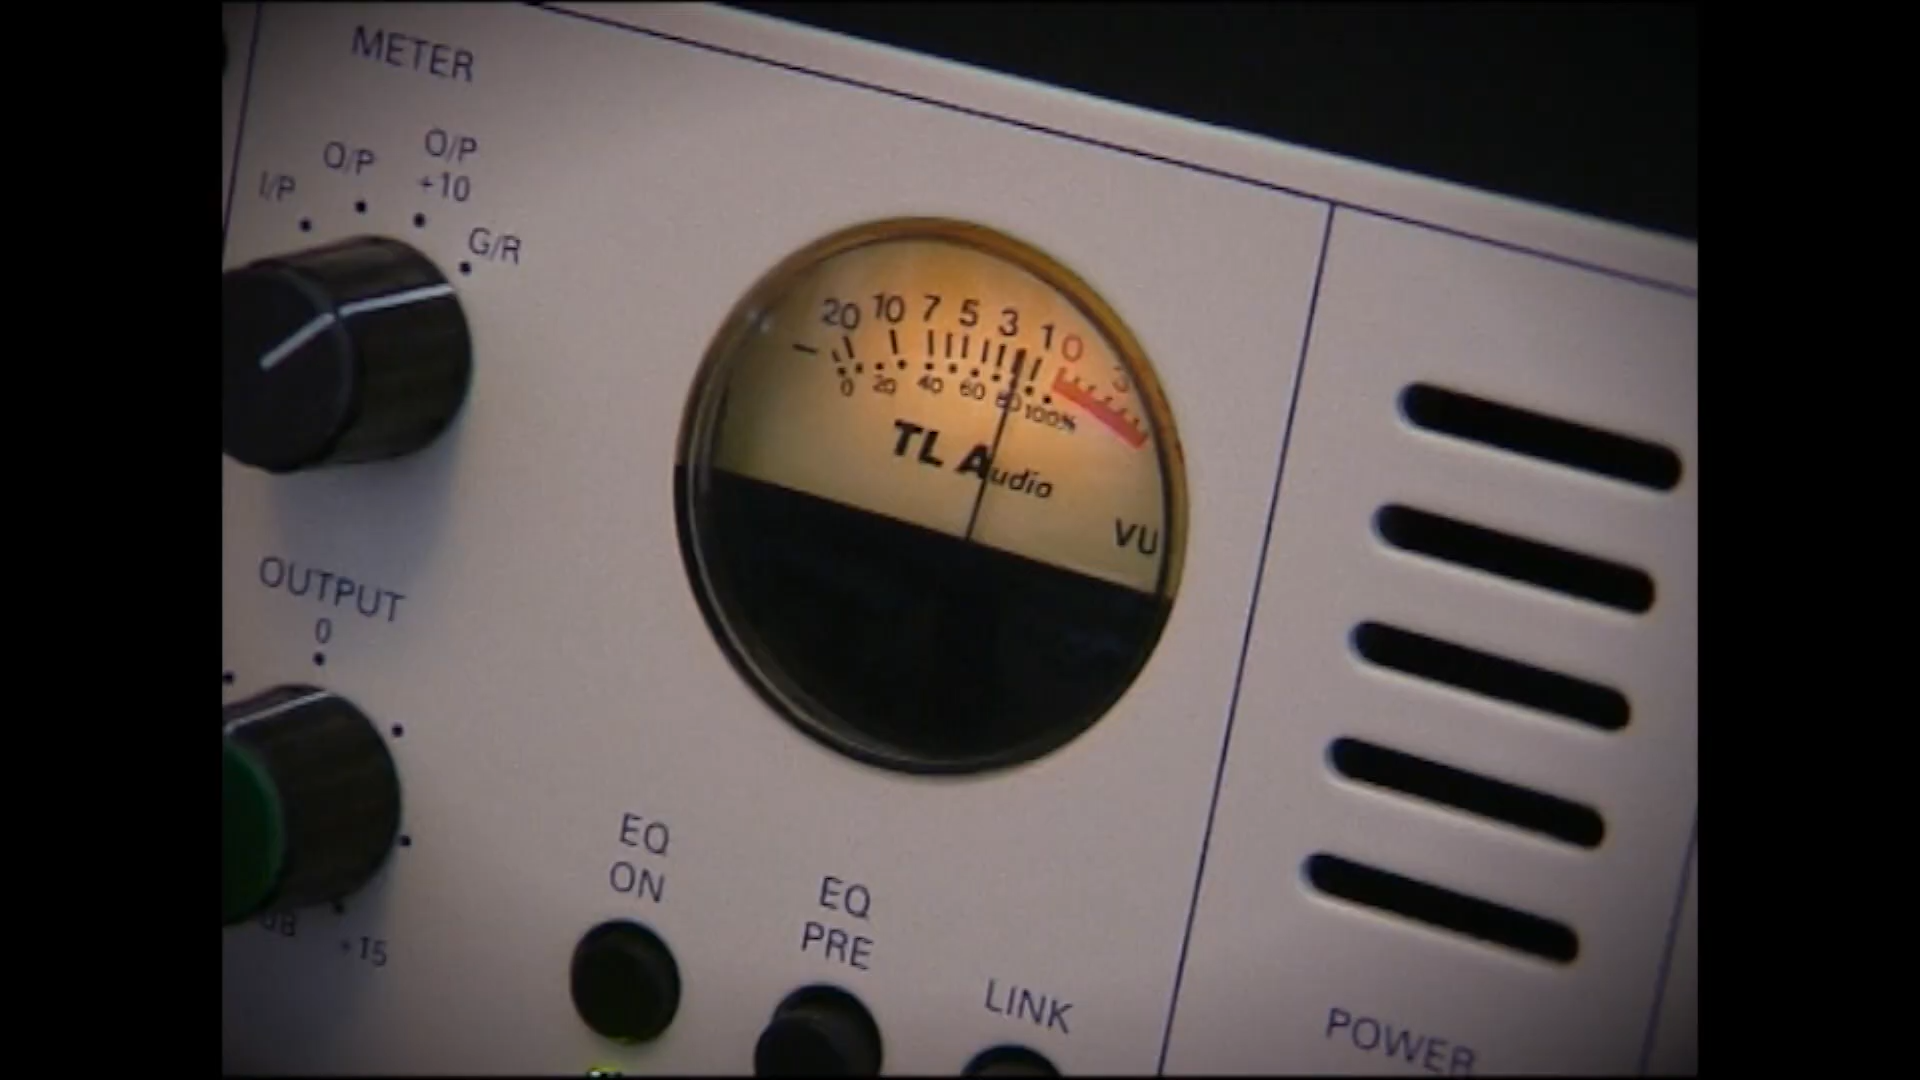 METER
I/P
O/P
O/P
+10
G/R
20 10 7 5 3 1 0 3
0 20 40 60 80 100%
TL Audio
VU
OUTPUT
0
dB
+15
EQ
ON
EQ
PRE
LINK
POWER